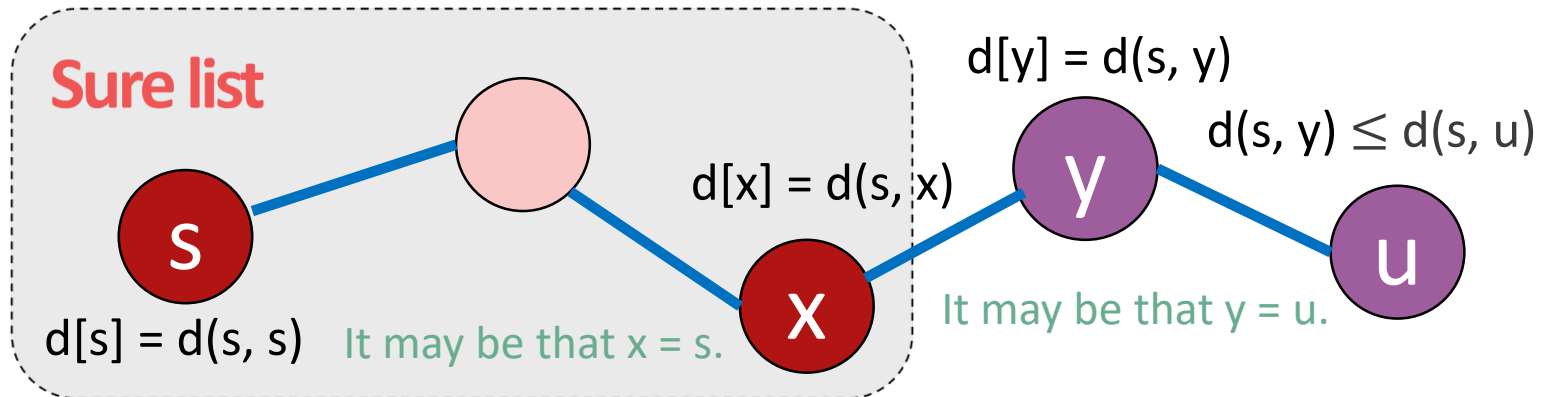 Sure list
d[y] = d(s, y)
d(s, y) ≤ d(s, u)
d[x] = d(s, x)
y
s
u
x
d[s] = d(s, s)
It may be that x = s.
It may be that y = u.